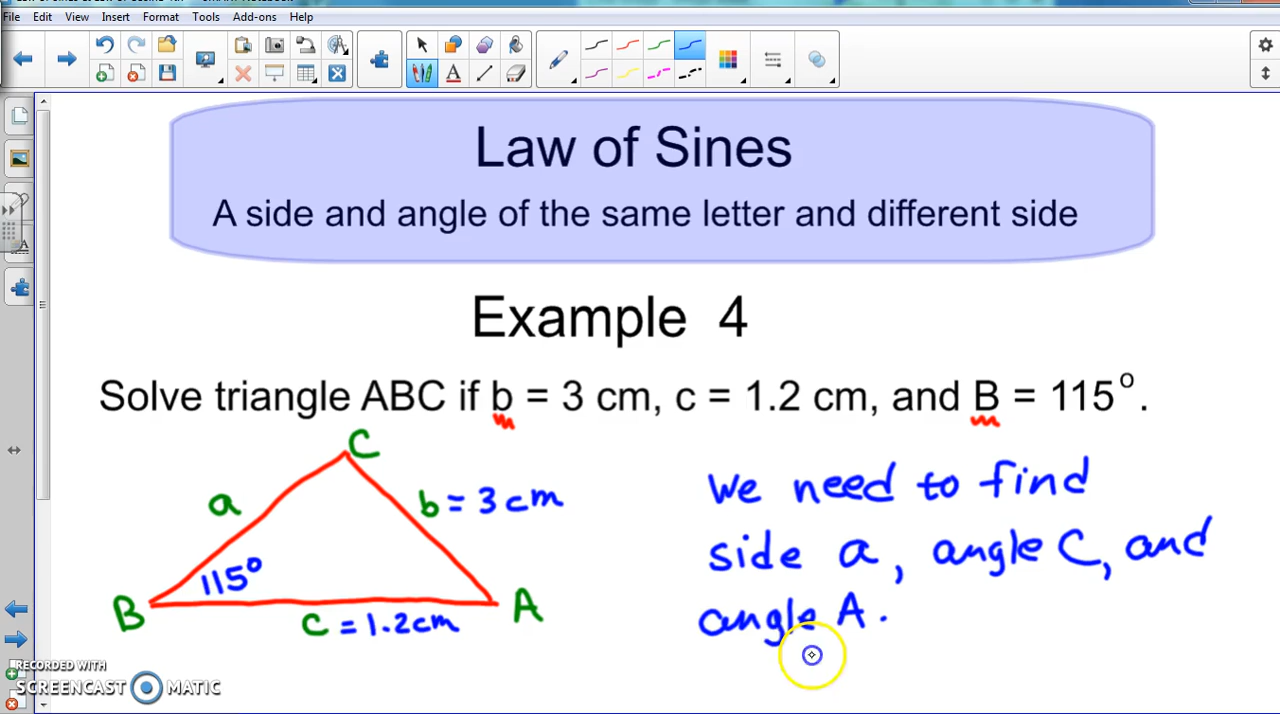 File Edit View Insert Format Tools Add-ons Help
Law of Sines
A side and angle of the same letter and different side
Example 4
Solve triangle ABC if b = 3 cm, c = 1.2 cm, and B = 115°.
C
a
b = 3 cm
115°
B
A
c = 1.2 cm
We need to find
side a, angle C, and
angle A.
RECORDED WITH
SCREENCAST MATIC